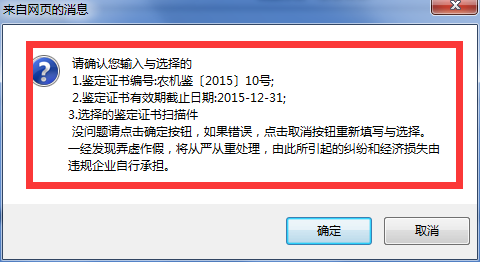 来自网页的消息
请确认您输入与选择的
1.鉴定证书编号:农机鉴〔2015〕10号;
2.鉴定证书有效期截止日期:2015-12-31;
3.选择的鉴定证书扫描件
没问题请点击确定按钮，如果错误，点击取消按钮重新填写与选择。
一经发现弄虚作假，将从严从重处理，由此所引起的纠纷和经济损失由
违规企业自行承担。
确定
取消